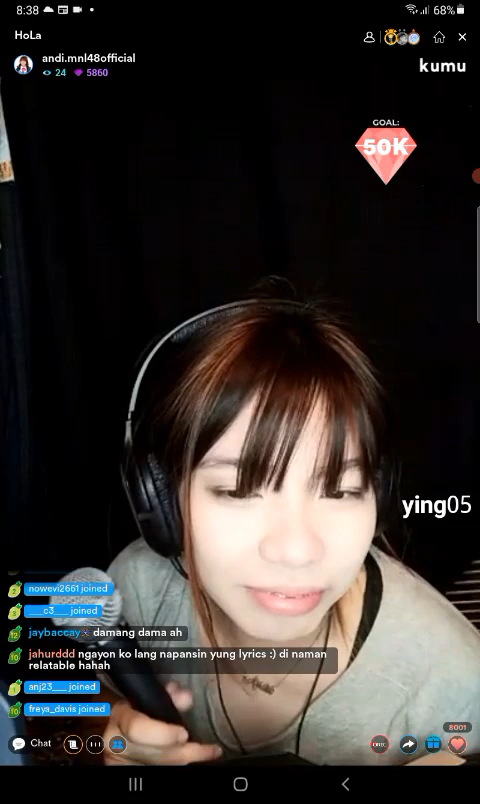 8:38
68%
HoLa
andi.mnl48official
24 5860
kumu
GOAL:
50K
ying05
nowevi2661 joined
___c3___ joined
jaybaccay damang dama ah
jahurddd ngayon ko lang napansin yung lyrics :) di naman
relatable hahah
anj23___ joined
freya_davis joined
8001
Chat